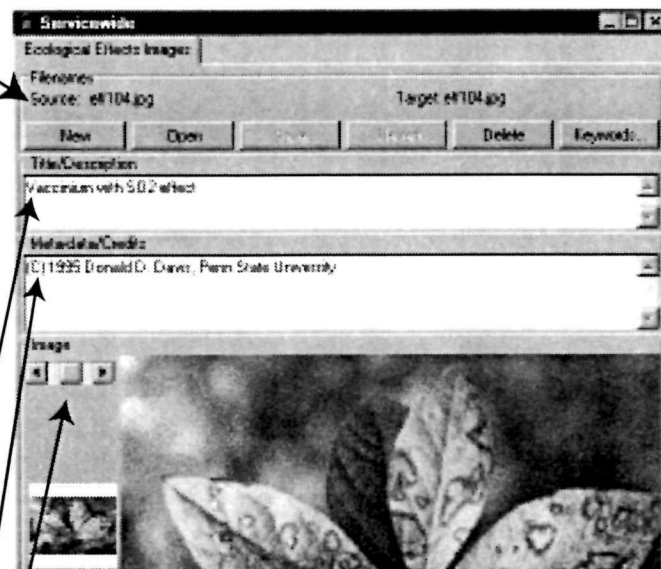 Servicewide
Ecological Effects Images
Filenames
Source: eff104.jpg Target: eff104.jpg
New Open Delete Keywords...
Title/Description
Vaccinium with SO2 effect
Metadata/Credits
(C) 1995 Donald D. Davis, Penn State University
Image